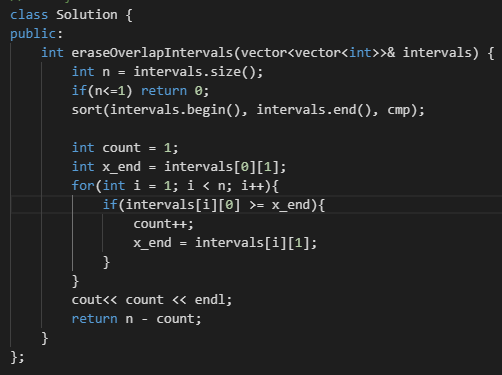 class Solution {
public:
    int eraseOverlapIntervals(vector<vector<int>>& intervals) {
        int n = intervals.size();
        if(n<=1) return 0;
        sort(intervals.begin(), intervals.end(), cmp);

        int count = 1;
        int x_end = intervals[0][1];
        for(int i = 1; i < n; i++){
            if(intervals[i][0] >= x_end){
                count++;
                x_end = intervals[i][1];
            }
        }
        cout<< count << endl;
        return n - count;
    }
};